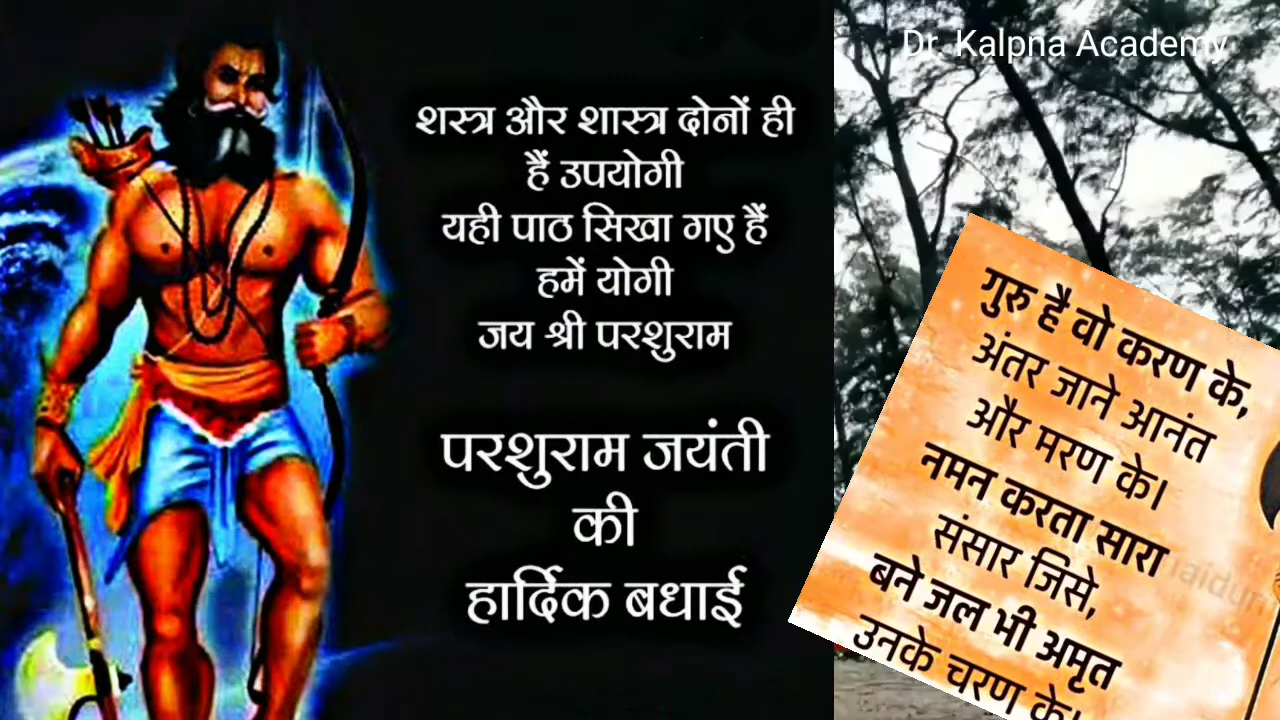 शस्त्र और शास्त्र दोनों ही
हैं उपयोगी
यही पाठ सिखा गए हैं
हमें योगी
जय श्री परशुराम
परशुराम जयंती
की
हार्दिक बधाई
Dr. Kalpna Academy
गुरु है वो करण के,
अंतर जाने आनंत
और मरण के।
नमन करता सारा
संसार जिसे,
बने जल भी अमृत
उनके चरण के।